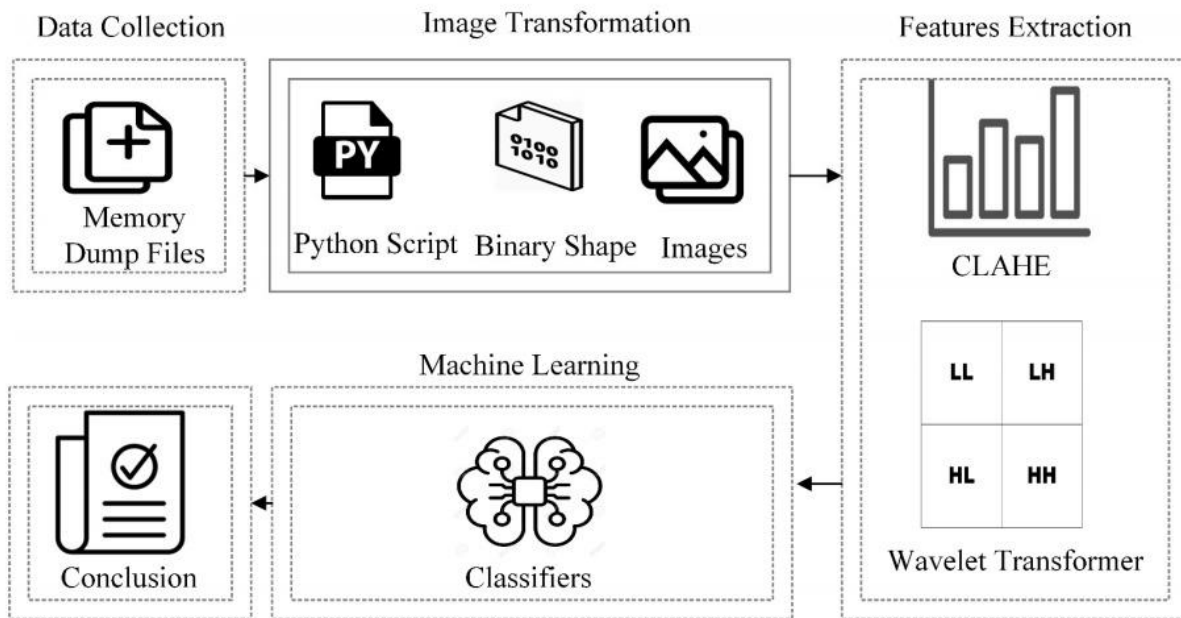 Data Collection
Image Transformation
Features Extraction
PY
0100
1010
Memory
Dump Files
Python Script
Binary Shape
Images
CLAHE
LL
LH
HL
HH
Wavelet Transformer
Machine Learning
Classifiers
Conclusion